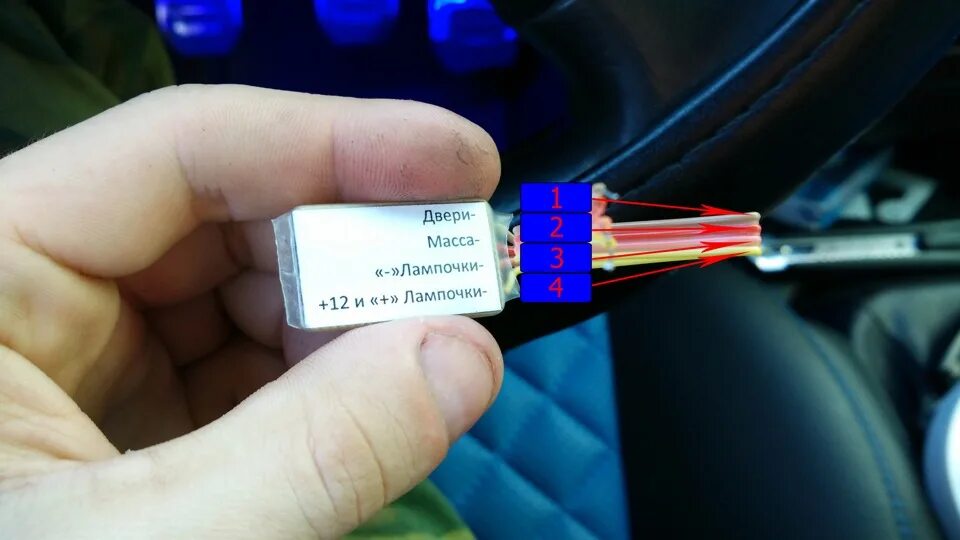 Двери-
Масса-
«-»Лампочки-
+12 и «+» Лампочки-
1
2
3
4